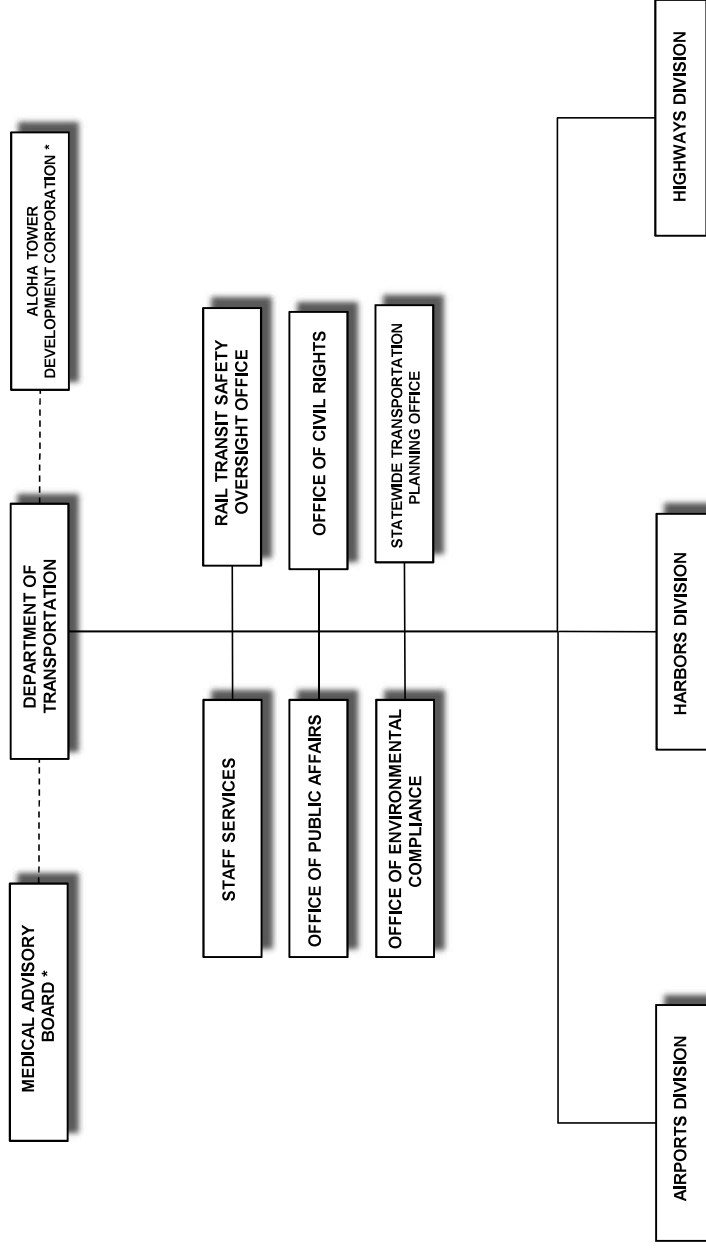 MEDICAL ADVISORY
BOARD *
DEPARTMENT OF
TRANSPORTATION
ALOHA TOWER
DEVELOPMENT CORPORATION *
STAFF SERVICES
RAIL TRANSIT SAFETY
OVERSIGHT OFFICE
OFFICE OF PUBLIC AFFAIRS
OFFICE OF CIVIL RIGHTS
OFFICE OF ENVIRONMENTAL
COMPLIANCE
STATEWIDE TRANSPORTATION
PLANNING OFFICE
AIRPORTS DIVISION
HARBORS DIVISION
HIGHWAYS DIVISION